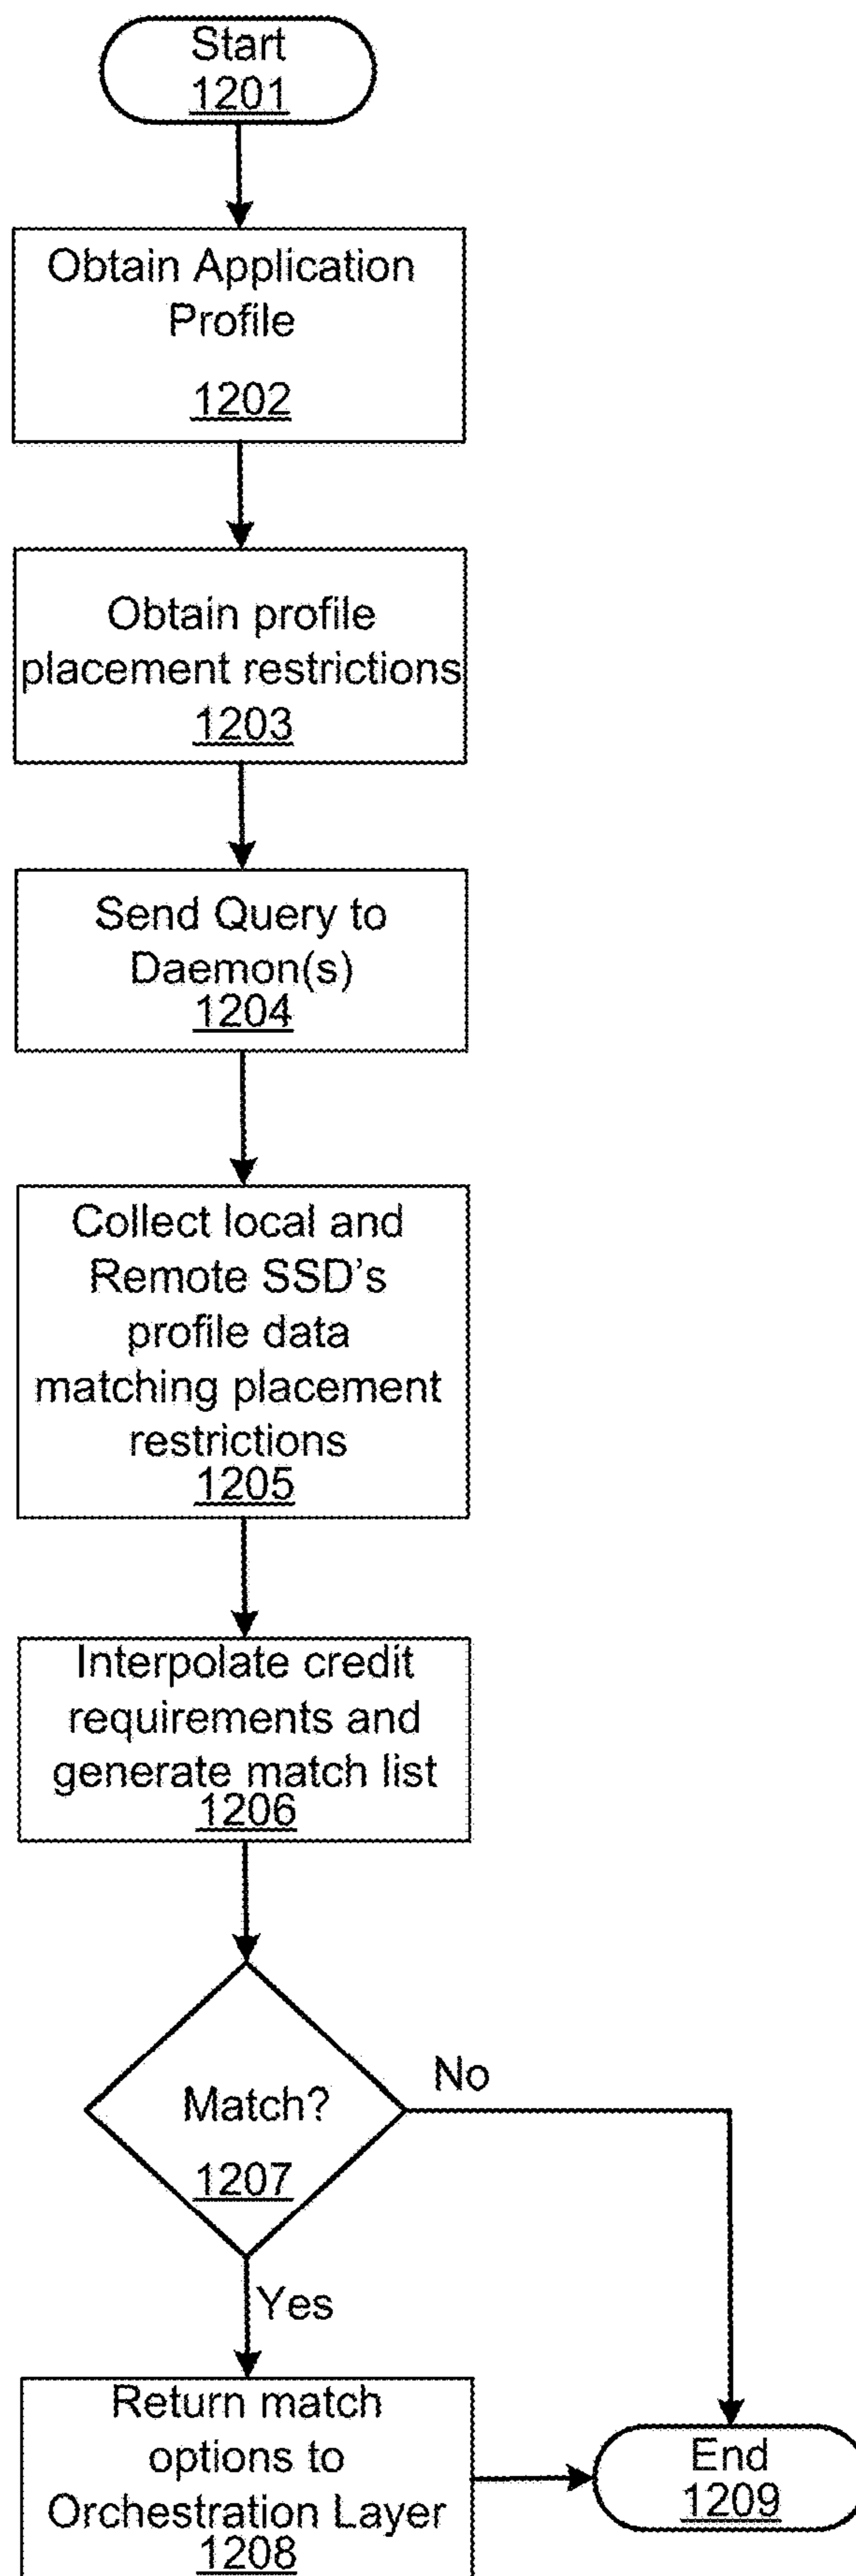 Start
1201
Obtain Application
Profile
1202
Obtain profile
placement restrictions
1203
Send Query to
Daemon(s)
1204
Collect local and
Remote SSD's
profile data
matching placement
restrictions
1205
Interpolate credit
requirements and
generate match list
1206
Match?
1207
No
Yes
Return match
options to
Orchestration Layer
1208
End
1209